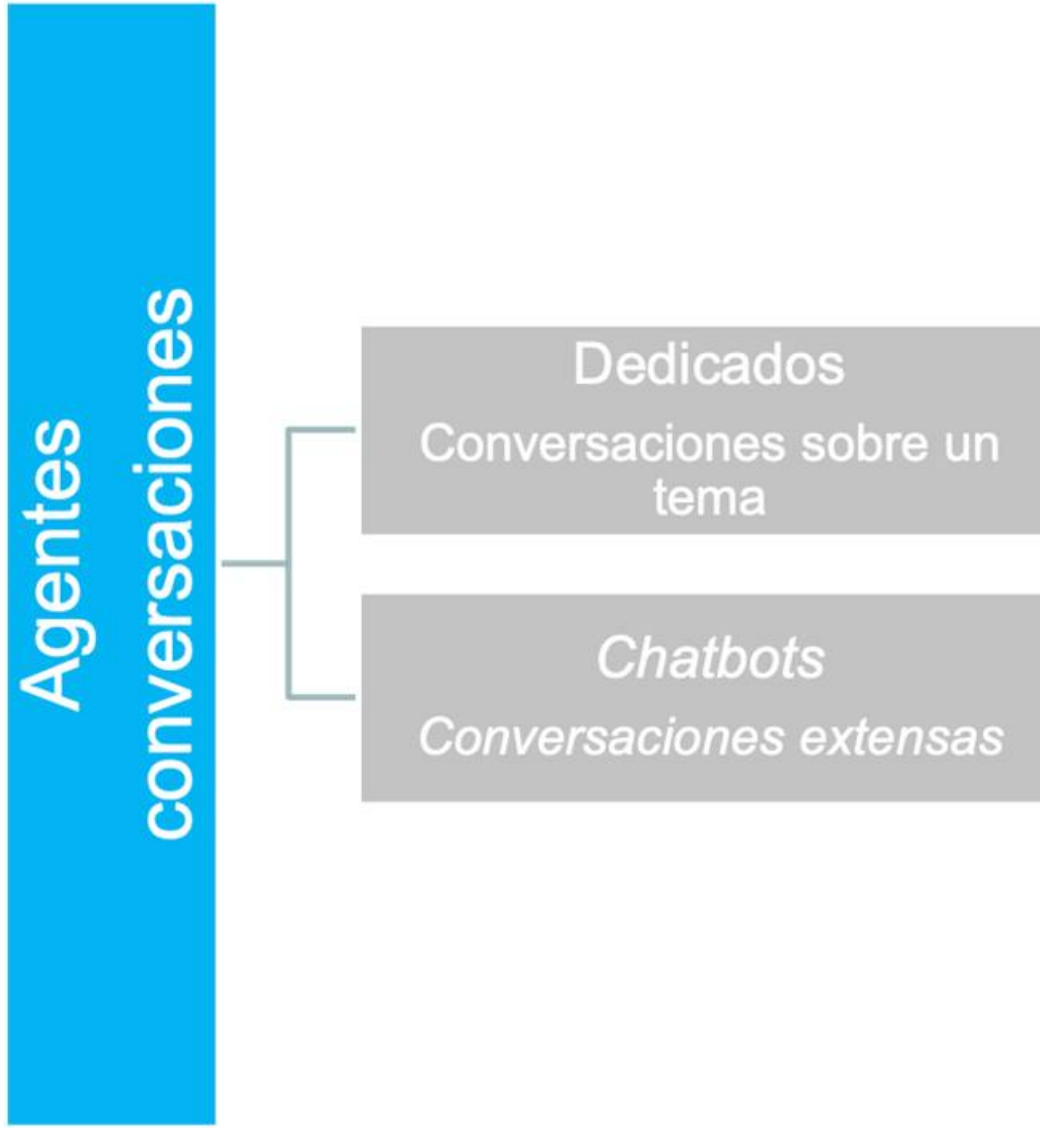 Agentes
conversaciones
Dedicados
Conversaciones sobre un
tema
Chatbots
Conversaciones extensas